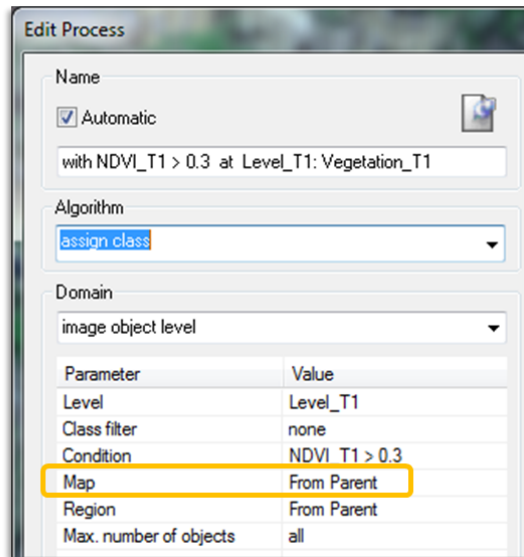 Edit Process
Name
Automatic
with NDVI_T1 > 0.3 at Level_T1: Vegetation_T1
Algorithm
assign class
Domain
image object level
Parameter Value
Level Level_T1
Class filter none
Condition NDVI_T1 > 0.3
Map From Parent
Region From Parent
Max. number of objects all